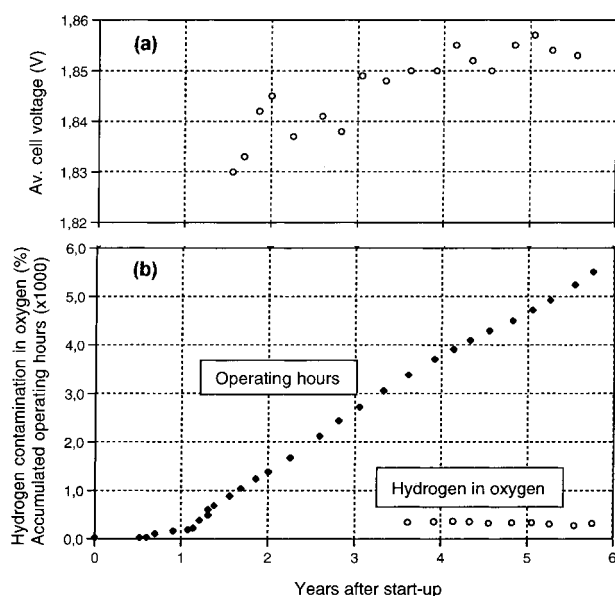 (a)
Av. cell voltage (V)
1,86
1,85
1,84
1,83
1,82
(b)
Hydrogen contamination in oxygen (%)
Accumulated operating hours (x1000)
6,0
5,0
4,0
3,0
2,0
1,0
0,0
Operating hours
Hydrogen in oxygen
0 1 2 3 4 5 6
Years after start-up